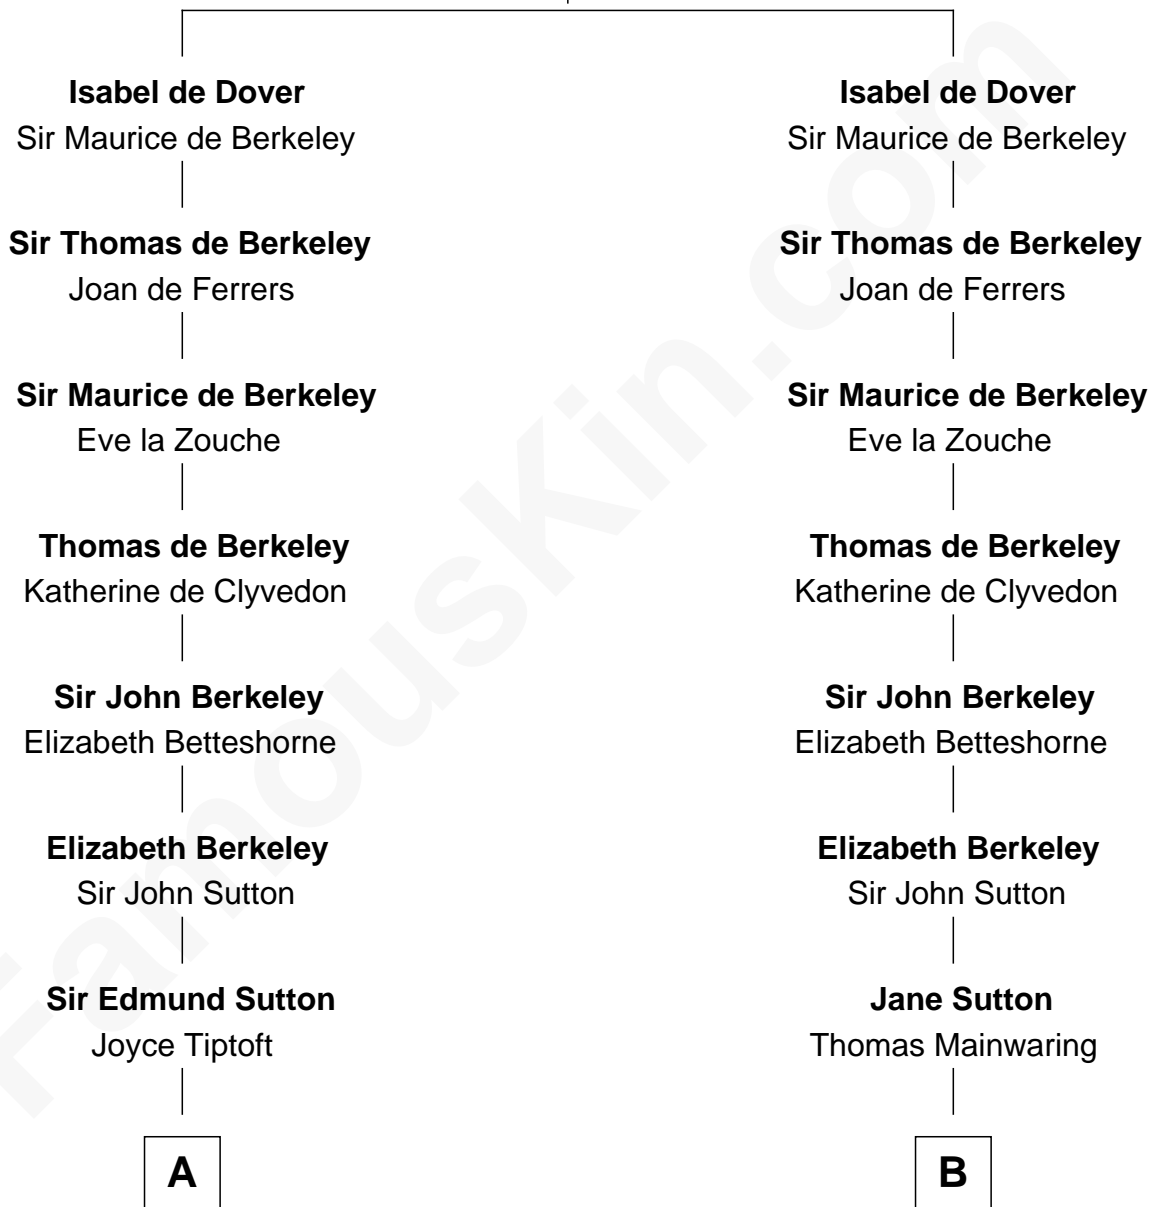 Isabel de Dover
Sir Maurice de Berkeley
Sir Thomas de Berkeley
Joan de Ferrers
Sir Maurice de Berkeley
Eve la Zouche
Thomas de Berkeley
Katherine de Clyvedon
Sir John Berkeley
Elizabeth Betteshorne
Elizabeth Berkeley
Sir John Sutton
Sir Edmund Sutton
Joyce Tiptoft
A
Isabel de Dover
Sir Maurice de Berkeley
Sir Thomas de Berkeley
Joan de Ferrers
Sir Maurice de Berkeley
Eve la Zouche
Thomas de Berkeley
Katherine de Clyvedon
Sir John Berkeley
Elizabeth Betteshorne
Elizabeth Berkeley
Sir John Sutton
Jane Sutton
Thomas Mainwaring
B
FamousKin.com